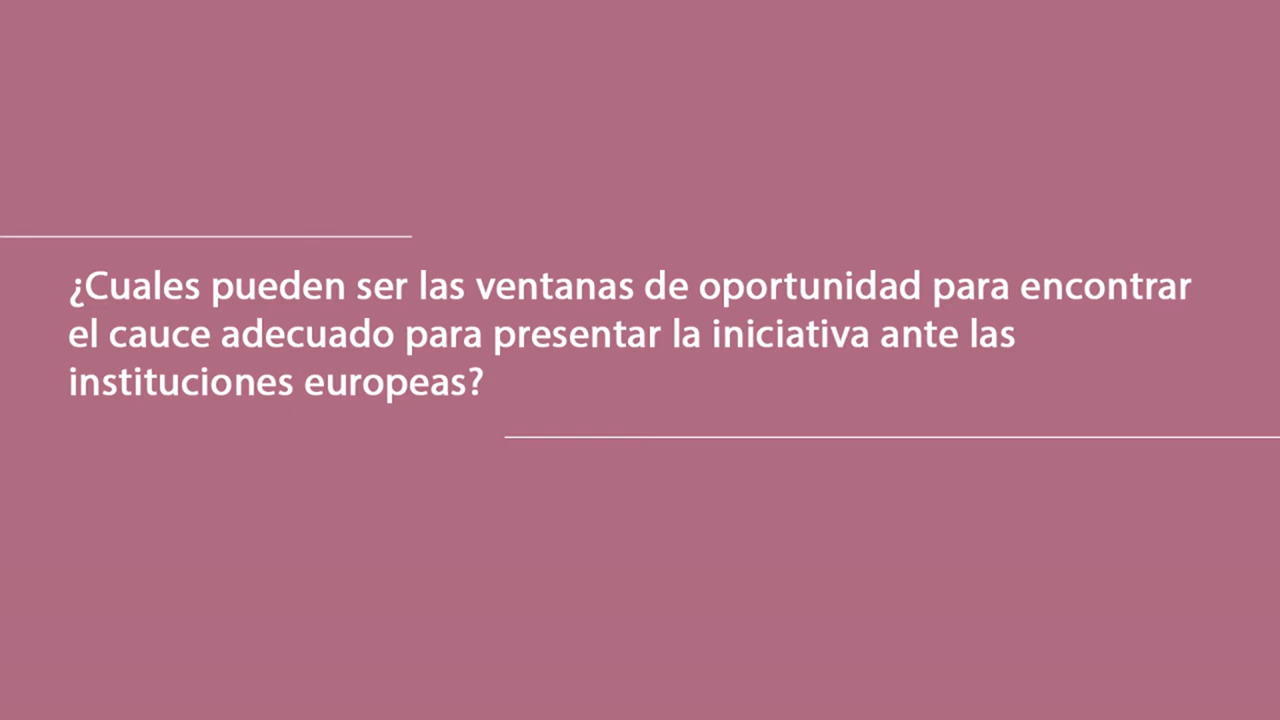 ¿Cuales pueden ser las ventanas de oportunidad para encontrar
el cauce adecuado para presentar la iniciativa ante las
instituciones europeas?